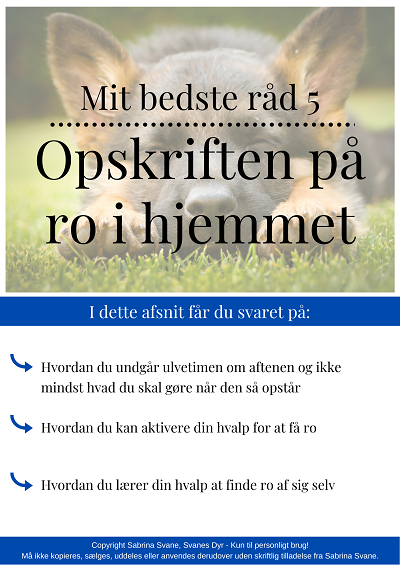 Mit bedste råd 5
Opskriften på
ro i hjemmet
I dette afsnit får du svaret på:
Hvordan du undgår ulvetimen om aftenen og ikke
mindst hvad du skal gøre når den så opstår
Hvordan du kan aktivere din hvalp for at få ro
Hvordan du lærer din hvalp at finde ro af sig selv
Copyright Sabrina Svane, Svanes Dyr - Kun til personligt brug!
Må ikke kopieres, sælges, uddeles eller anvendes derudover uden skriftlig tilladelse fra Sabrina Svane.